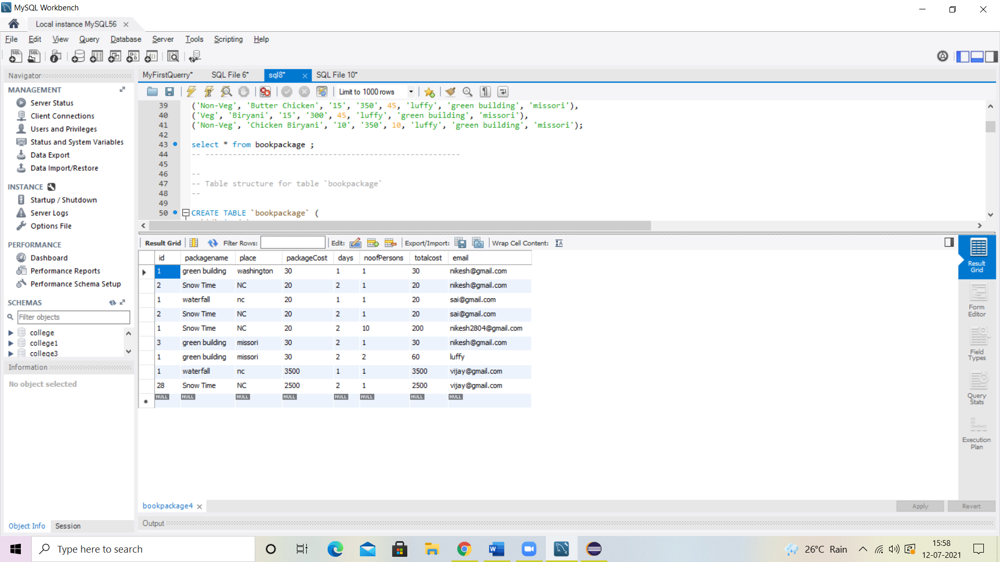 MySQL Workbench
Local instance MySQL56
File Edit View Query Database Server Tools Scripting Help
Navigator
MANAGEMENT
Server Status
Client Connections
Users and Privileges
Status and System Variables
Data Export
Data Import/Restore
INSTANCE
Startup / Shutdown
Server Logs
Options File
PERFORMANCE
Dashboard
Performance Reports
Performance Schema Setup
SCHEMAS
Filter objects
college
college1
college3
Information
No object selected
Object Info Session
MyFirstQuerry* SQL File 6* sql8* SQL File 10*
Limit to 1000 rows
39 ('Non-Veg', 'Butter Chicken', '15', '350', 45, 'luffy', 'green building', 'missori'),
40 ('Veg', 'Biryani', '15', '300', 45, 'luffy', 'green building', 'missori'),
41 ('Non-Veg', 'Chicken Biryani', '10', '350', 10, 'luffy', 'green building', 'missori');
42
43 select * from bookpackage ;
44 -- --------------------------------------------------------
45
46 --
47 -- Table structure for table `bookpackage`
48 --
49
50 CREATE TABLE `bookpackage` (
Result Grid Filter Rows: Edit: Export/Import: Wrap Cell Content:
id packagename place packageCost days noofPersons totalcost email
1 green building washington 30 1 1 30 nikesh@gmail.com
2 Snow Time NC 20 2 1 20 nikesh@gmail.com
1 waterfall nc 20 1 1 20 sai@gmail.com
2 Snow Time NC 20 2 1 20 sai@gmail.com
1 Snow Time NC 20 2 10 200 nikesh2804@gmail.com
3 green building missori 30 2 1 30 nikesh@gmail.com
1 green building missori 30 2 2 60 luffy
1 waterfall nc 3500 1 1 3500 vijay@gmail.com
28 Snow Time NC 2500 2 1 2500 vijay@gmail.com
NULL NULL NULL NULL NULL NULL NULL NULL
Result
Grid
Form
Editor
Field
Types
Query
Stats
Execution
Plan
bookpackage4
Apply Revert
Output
Type here to search
26°C Rain
15:58
12-07-2021